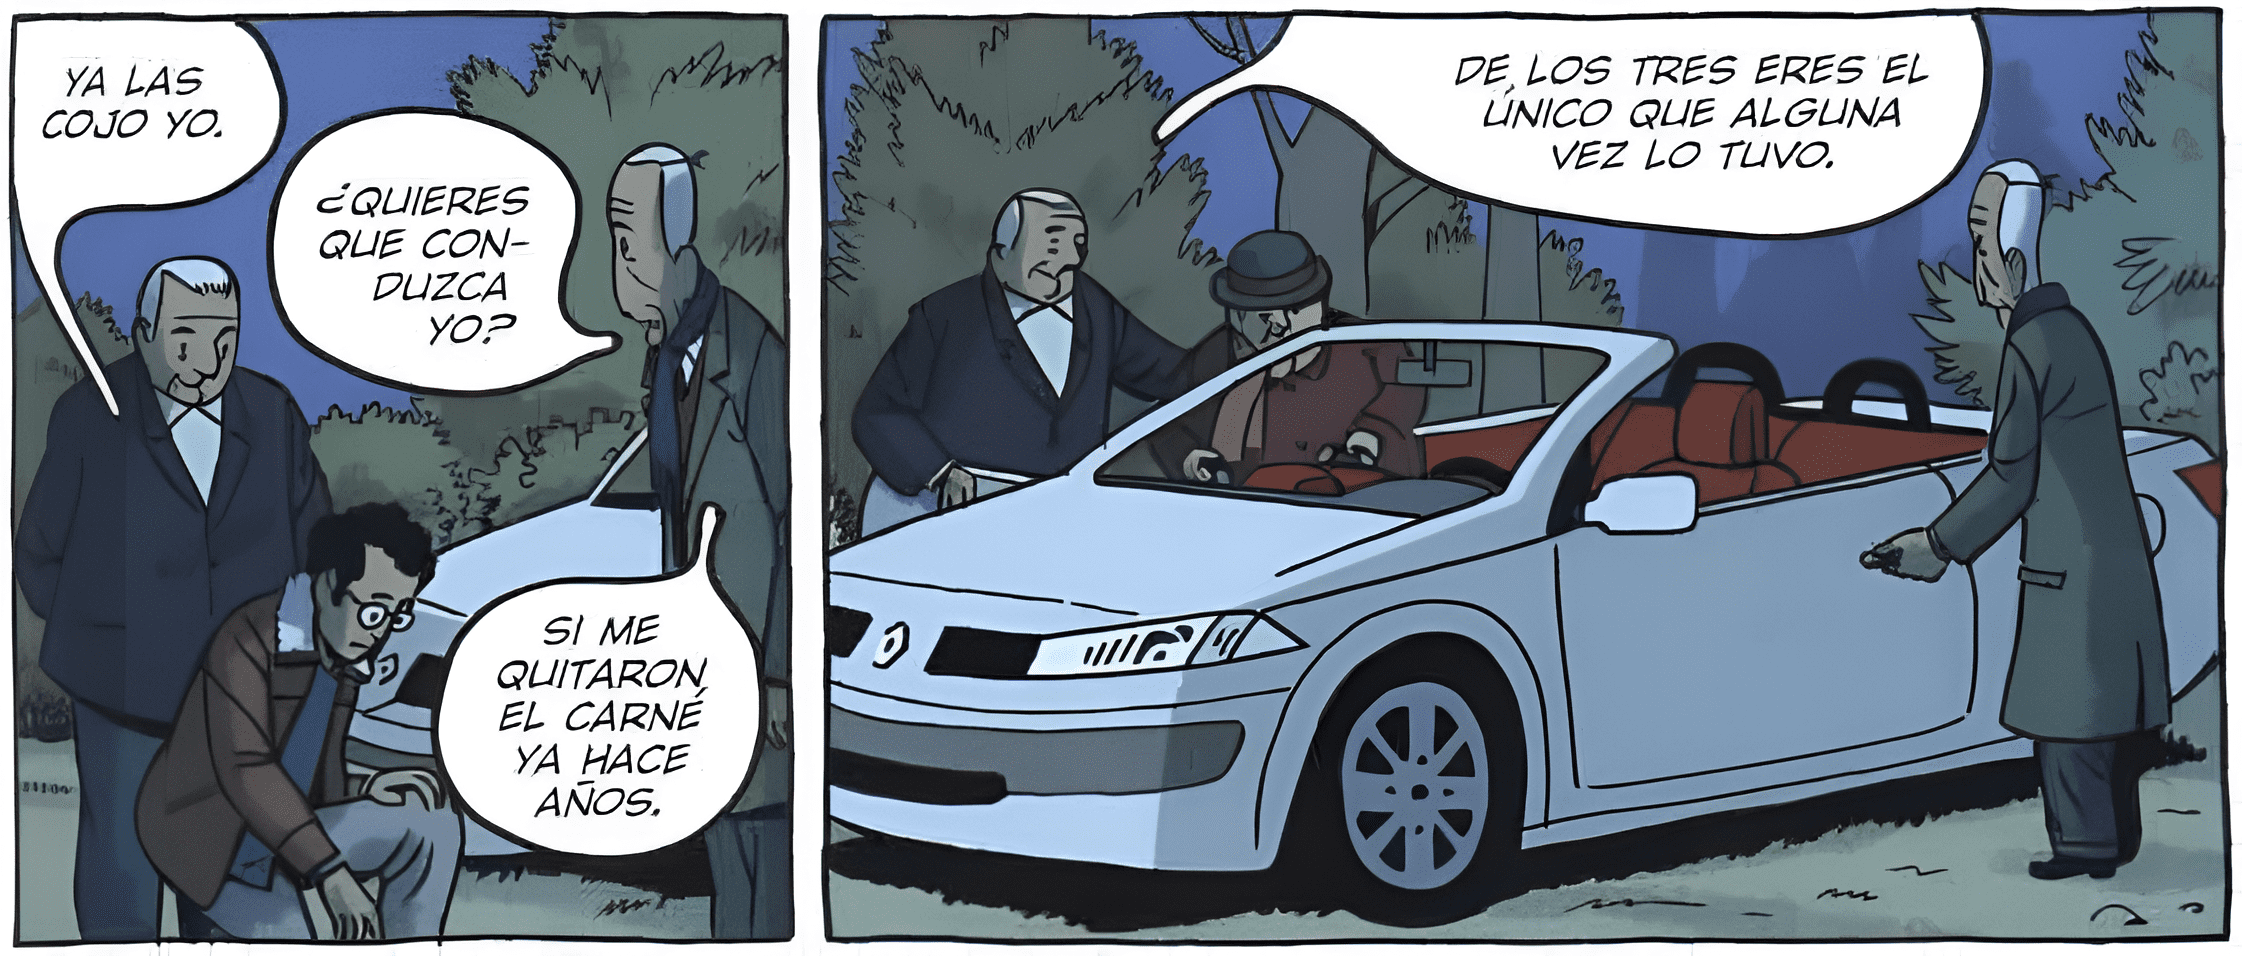 YA LAS
COJO YO.
¿QUIERES
QUE CON-
DUZCA
YO?
SI ME
QUITARON
EL CARNÉ
YA HACE
AÑOS.
DE LOS TRES ERES EL
ÚNICO QUE ALGUNA
VEZ LO TUVO.